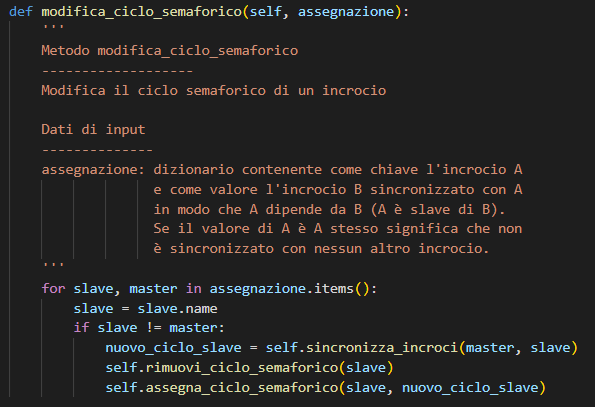 def modifica_ciclo_semaforico(self, assegnazione):
    '''
    Metodo modifica_ciclo_semaforico
    -------------------
    Modifica il ciclo semaforico di un incrocio

    Dati di input
    --------------
    assegnazione: dizionario contenente come chiave l'incrocio A
                  e come valore l'incrocio B sincronizzato con A
                  in modo che A dipende da B (A è slave di B).
                  Se il valore di A è A stesso significa che non
                  è sincronizzato con nessun altro incrocio.
    '''
    for slave, master in assegnazione.items():
        slave = slave.name
        if slave != master:
            nuovo_ciclo_slave = self.sincronizza_incroci(master, slave)
            self.rimuovi_ciclo_semaforico(slave)
            self.assegna_ciclo_semaforico(slave, nuovo_ciclo_slave)